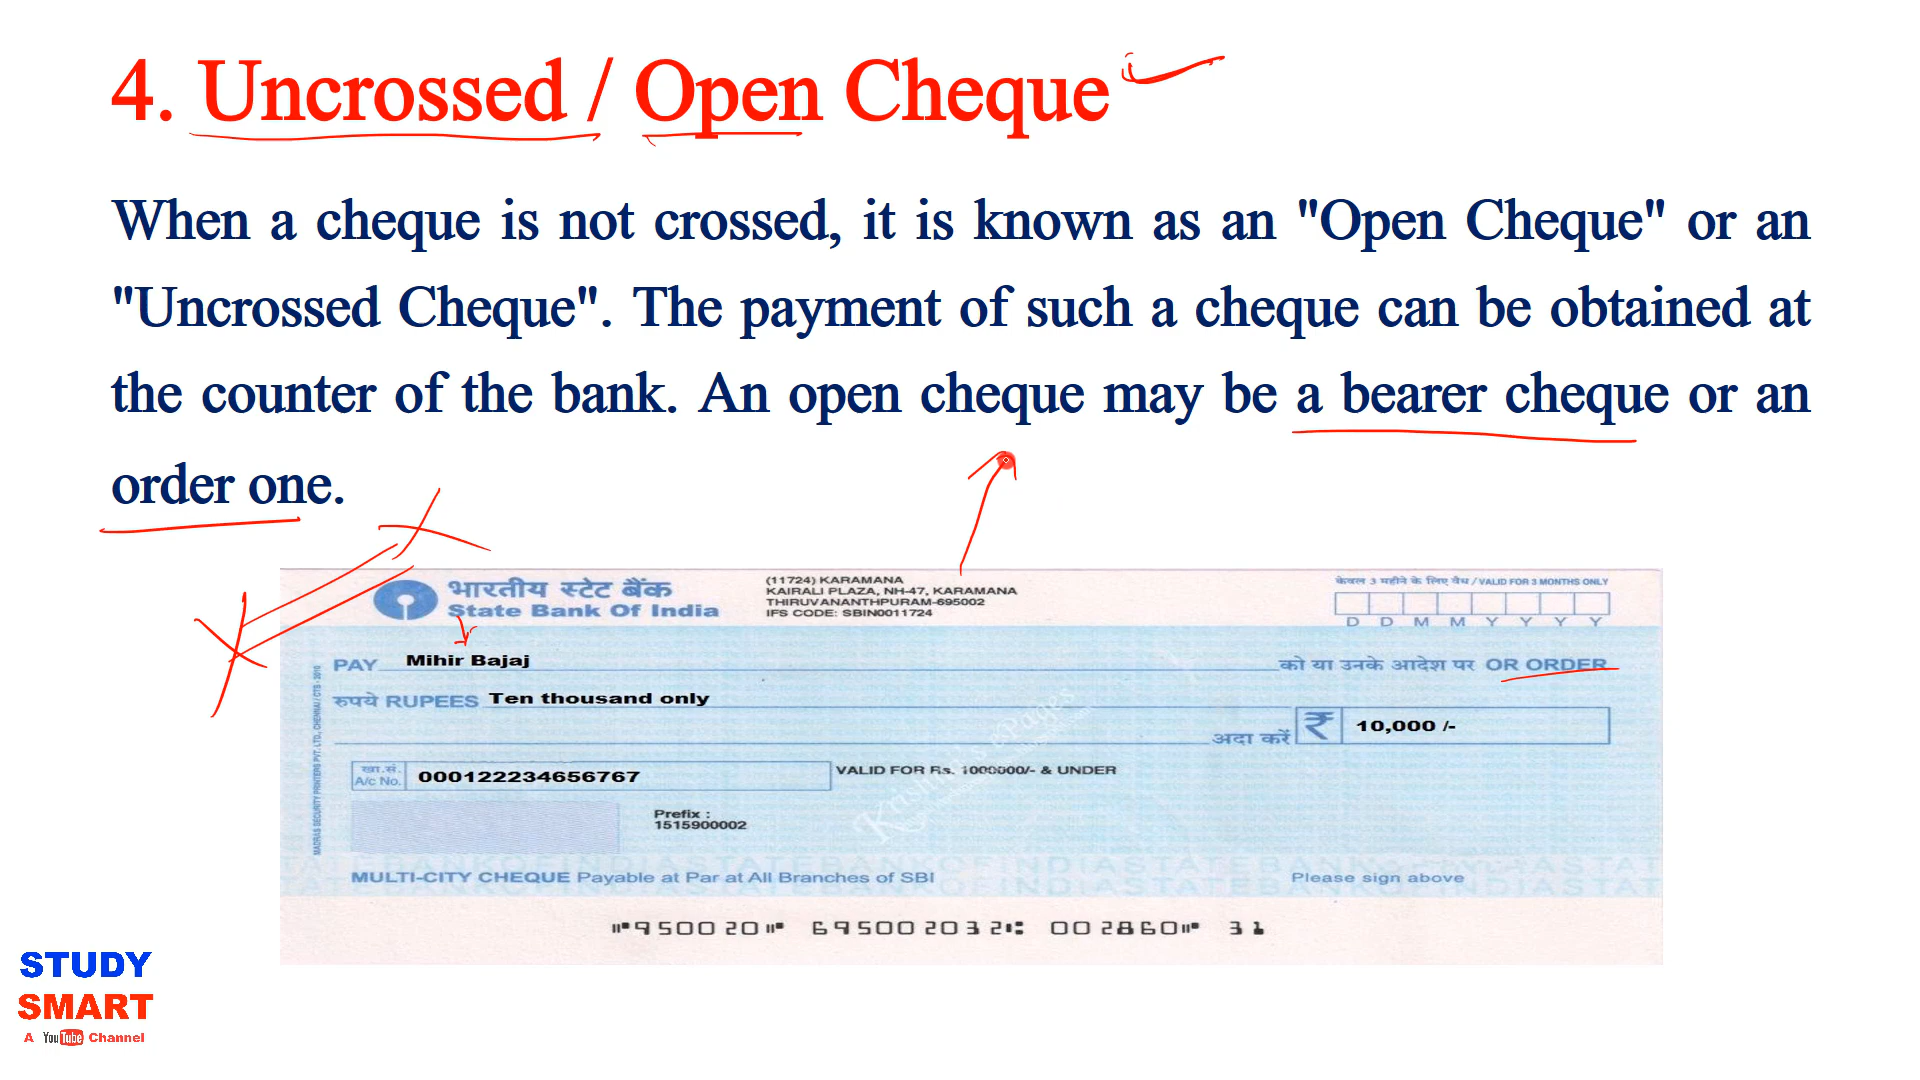 4. Uncrossed / Open Cheque
When a cheque is not crossed, it is known as an "Open Cheque" or an
"Uncrossed Cheque". The payment of such a cheque can be obtained at
the counter of the bank. An open cheque may be a bearer cheque or an
order one.
भारतीय स्टेट बैंक
State Bank Of India
(11724) KARAMANA
KAIRALI PLAZA, NH-47, KARAMANA
THIRUVANANTHPURAM-695002
IFS CODE: SBIN0011724
केवल 3 महीने के लिए वैध / VALID FOR 3 MONTHS ONLY
D D M M Y Y Y Y
PAY Mihir Bajaj को या उनके आदेश पर OR ORDER
रुपये RUPEES Ten thousand only
अदा करें ₹ 10,000 /-
खा.सं.
A/c No. 000122234656767
VALID FOR Rs. 1000000/- & UNDER
Prefix :
1515900002
MULTI-CITY CHEQUE Payable at Par at All Branches of SBI
Please sign above
⑈950020⑈ 695002032⑆ 002860⑈ 31
STUDY
SMART
A YouTube Channel